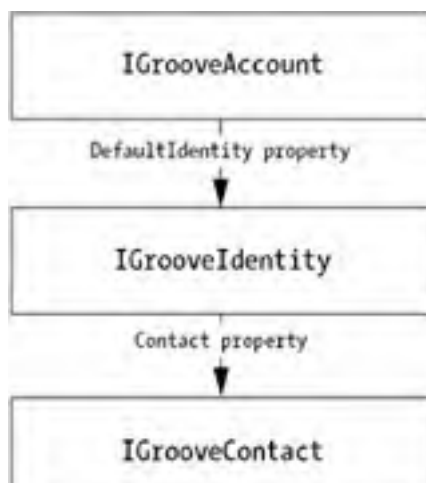 IGrooveAccount
DefaultIdentity property
IGrooveIdentity
Contact property
IGrooveContact